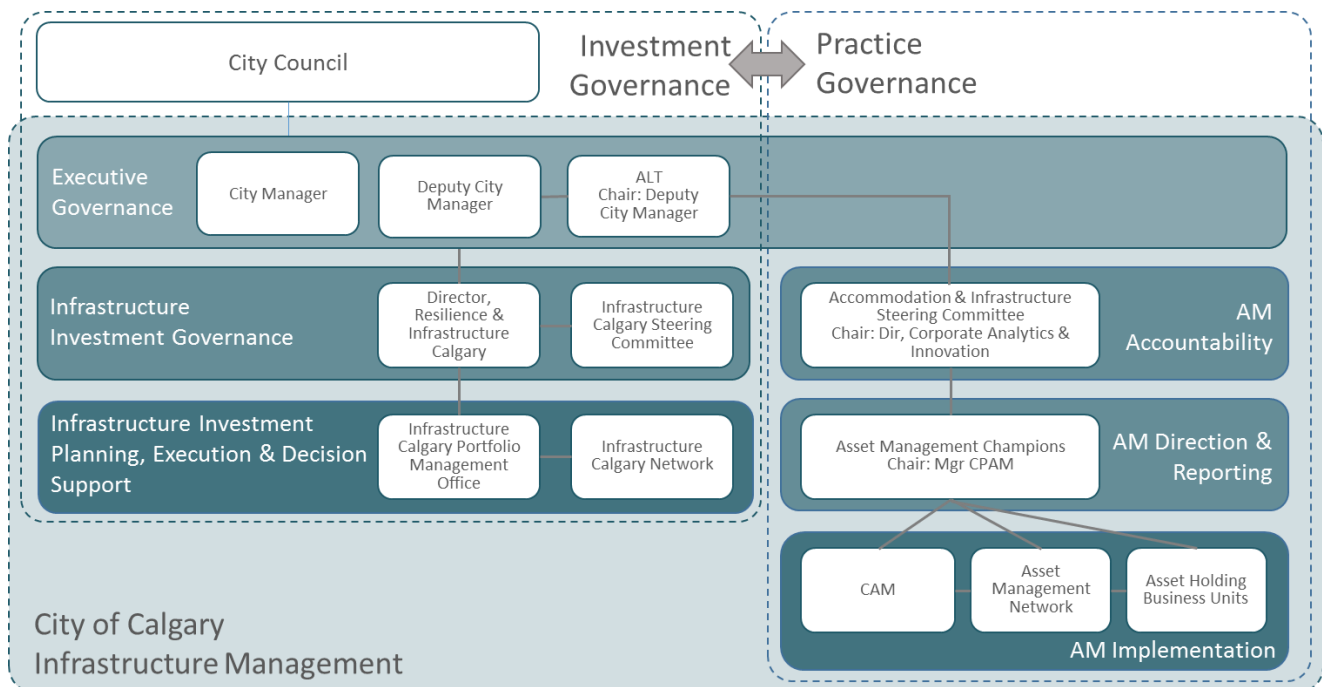 City Council
Investment
Governance
Practice
Governance
Executive
Governance
City Manager
Deputy City
Manager
ALT
Chair: Deputy
City Manager
Infrastructure
Investment Governance
Director,
Resilience &
Infrastructure
Calgary
Infrastructure
Calgary Steering
Committee
Accommodation & Infrastructure
Steering Committee
Chair: Dir, Corporate Analytics &
Innovation
AM
Accountability
Infrastructure Investment
Planning, Execution & Decision
Support
Infrastructure
Calgary Portfolio
Management
Office
Infrastructure
Calgary Network
Asset Management Champions
Chair: Mgr CPAM
AM Direction &
Reporting
CAM
Asset
Management
Network
Asset Holding
Business Units
AM Implementation
City of Calgary
Infrastructure Management